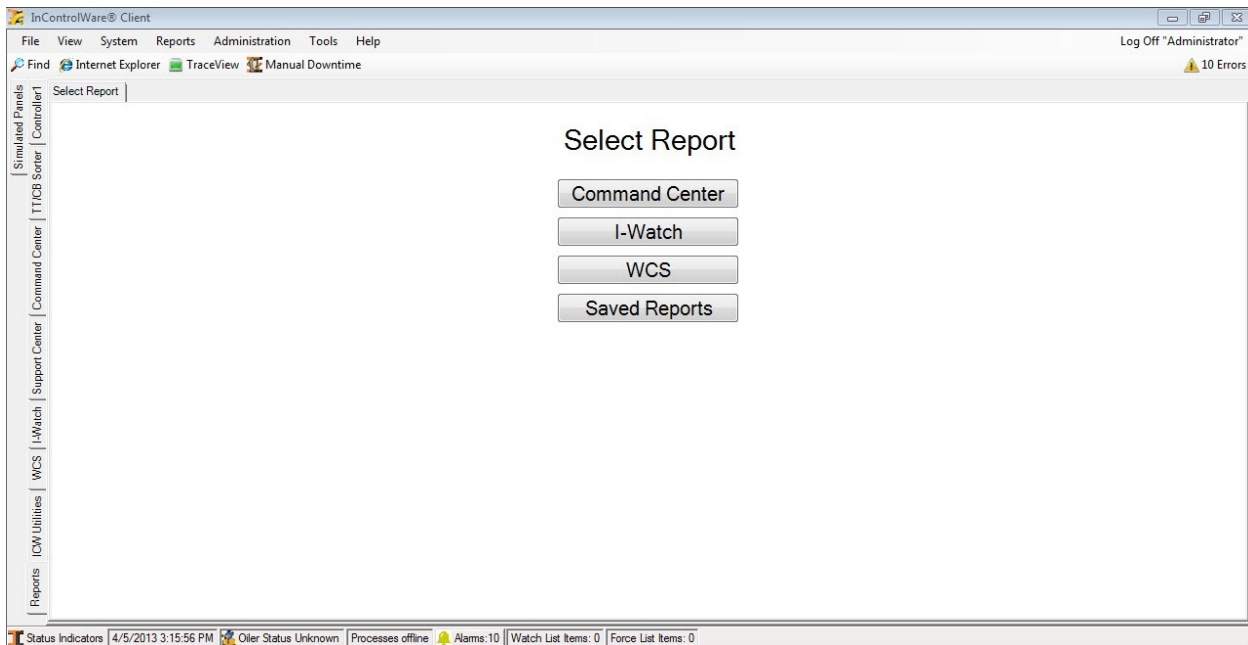 InControlWare® Client
File View System Reports Administration Tools Help Log Off "Administrator"
Find Internet Explorer TraceView Manual Downtime 10 Errors
Simulated Panels
Controller1
TT/CB Sorter
Command Center
Support Center
I-Watch
WCS
ICW Utilities
Reports
Select Report
Select Report
Command Center
I-Watch
WCS
Saved Reports
Status Indicators 4/5/2013 3:15:56 PM Oiler Status Unknown Processes offline Alarms:10 Watch List Items: 0 Force List Items: 0